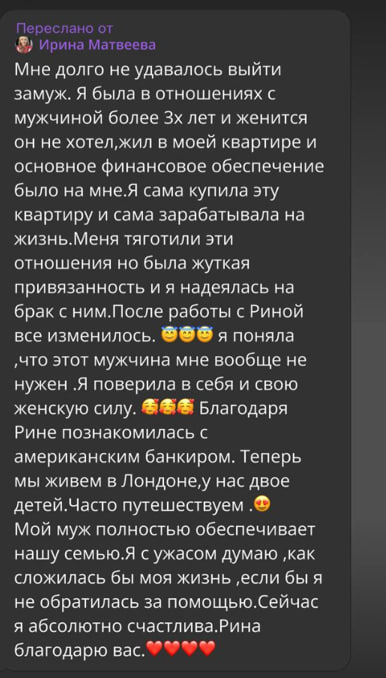 Переслано от
Ирина Матвеева
Мне долго не удавалось выйти
замуж. Я была в отношениях с
мужчиной более 3х лет и женится
он не хотел,жил в моей квартире и
основное финансовое обеспечение
было на мне.Я сама купила эту
квартиру и сама зарабатывала на
жизнь.Меня тяготили эти
отношения но была жуткая
привязанность и я надеялась на
брак с ним.После работы с Риной
все изменилось. 😇😇😇 я поняла
,что этот мужчина мне вообще не
нужен .Я поверила в себя и свою
женскую силу. 🥰🥰🥰 Благодаря
Рине познакомилась с
американским банкиром. Теперь
мы живем в Лондоне,у нас двое
детей.Часто путешествуем .😍
Мой муж полностью обеспечивает
нашу семью.Я с ужасом думаю ,как
сложилась бы моя жизнь ,если бы я
не обратилась за помощью.Сейчас
я абсолютно счастлива.Рина
благодарю вас.❤️❤️❤️❤️